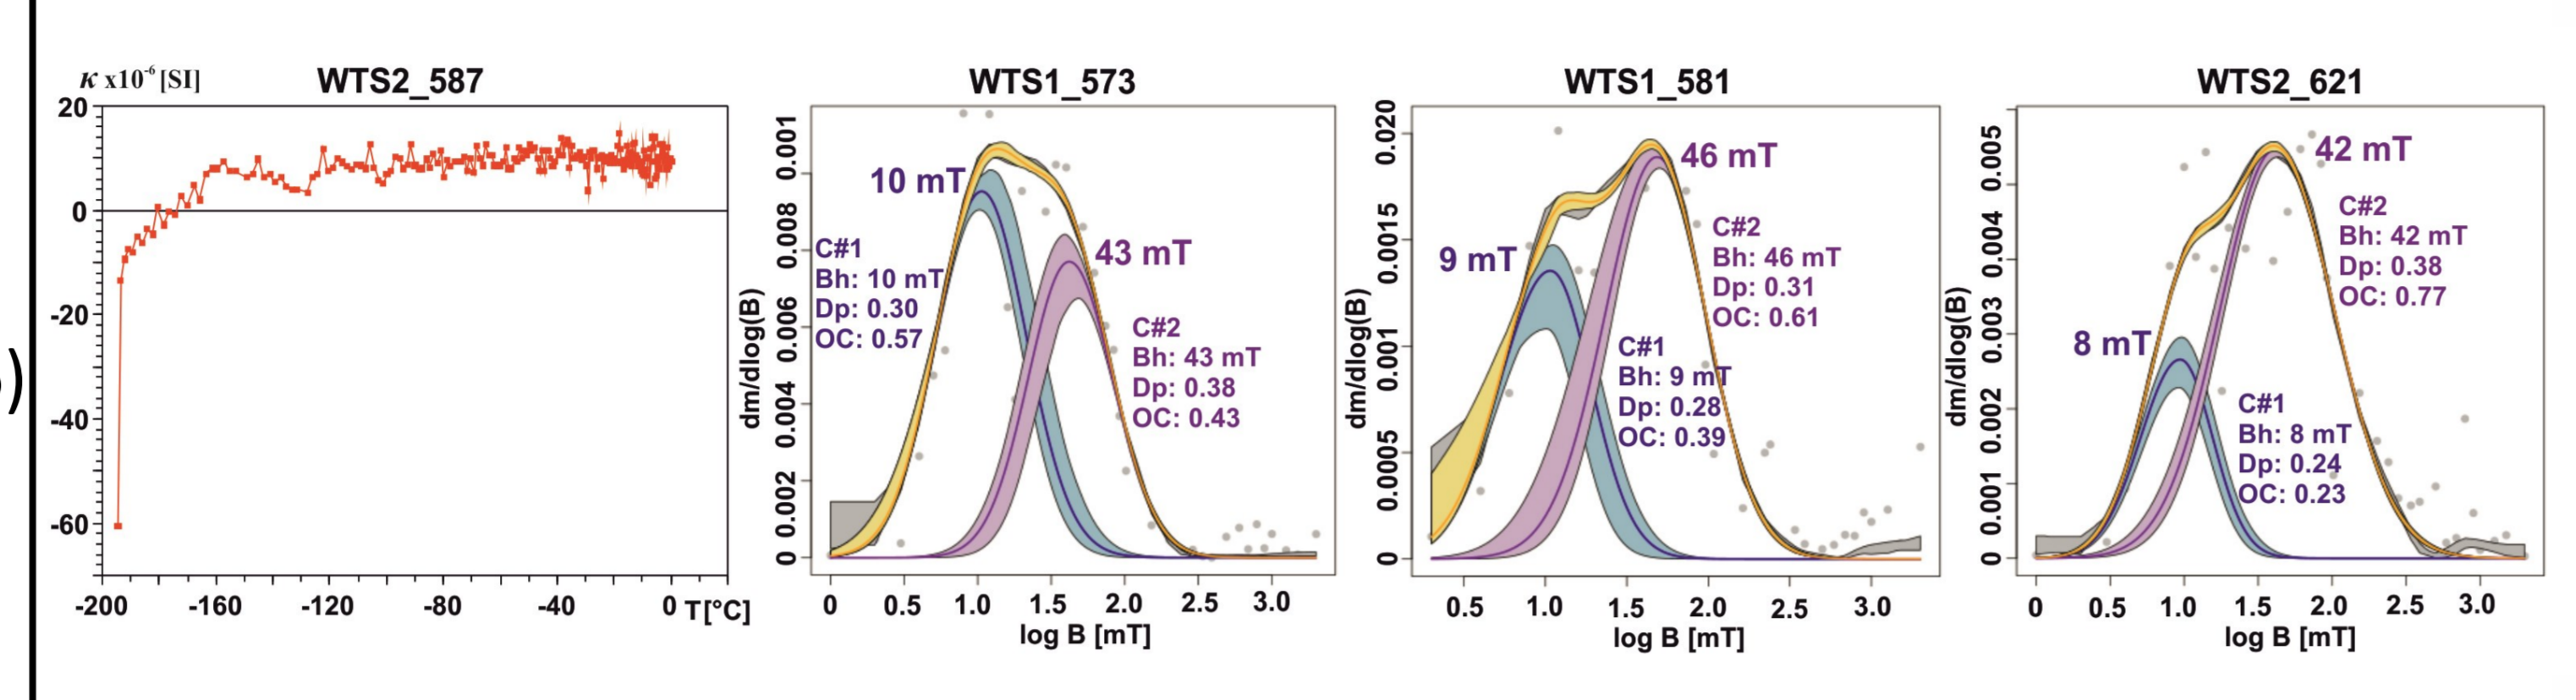 )
κ x10⁻⁶ [SI]
WTS2_587
20
0
-20
-40
-60
-200 -160 -120 -80 -40 0 T[°C]
WTS1_573
dm/dlog(B)
0.001
0.008
0.006
0.004
0.002
0
10 mT
C#1
Bh: 10 mT
Dp: 0.30
OC: 0.57
43 mT
C#2
Bh: 43 mT
Dp: 0.38
OC: 0.43
0 0.5 1.0 1.5 2.0 2.5 3.0
log B [mT]
WTS1_581
dm/dlog(B)
0.020
0.0015
0.001
0.0005
0
9 mT
46 mT
C#2
Bh: 46 mT
Dp: 0.31
OC: 0.61
C#1
Bh: 9 mT
Dp: 0.28
OC: 0.39
0.5 1.0 1.5 2.0 2.5 3.0
log B [mT]
WTS2_621
dm/dlog(B)
0.005
0.004
0.003
0.002
0.001
0
8 mT
42 mT
C#2
Bh: 42 mT
Dp: 0.38
OC: 0.77
C#1
Bh: 8 mT
Dp: 0.24
OC: 0.23
0 0.5 1.0 1.5 2.0 2.5 3.0
log B [mT]